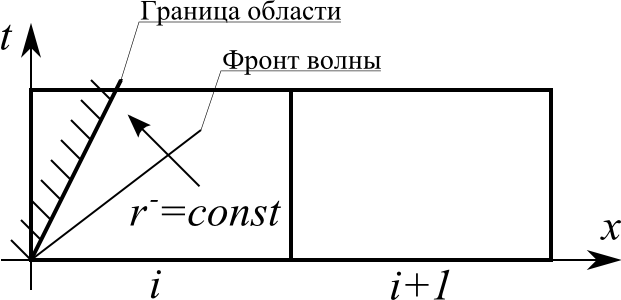 Граница области
t
Фронт волны
r⁻=const
x
i
i+1